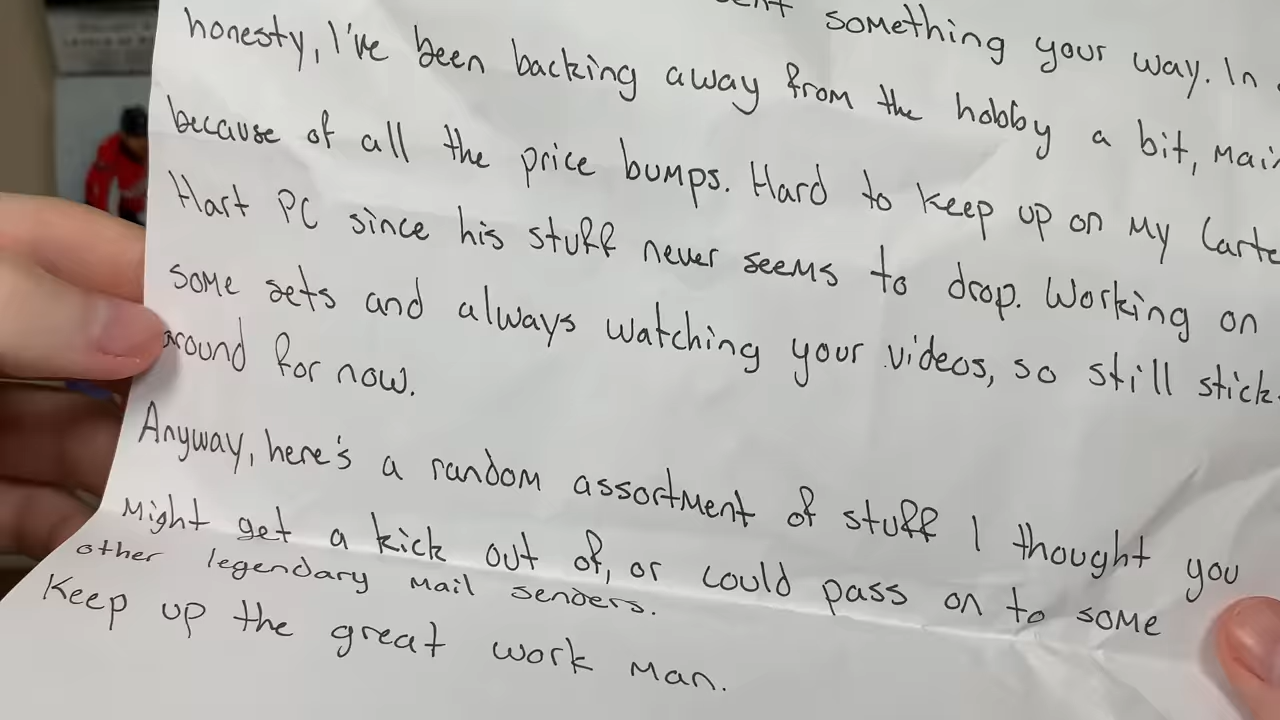 something your way. In
honesty, I've been backing away from the hobby a bit,
because of all the price bumps. Hard to keep up on my
Hart PC since his stuff never seems to drop. Working on
some sets and always watching your videos, so still stick
around for now.
Anyway, here's a random assortment of stuff I thought you
might get a kick out of, or could pass on to some
other legendary mail senders.
Keep up the great work man.